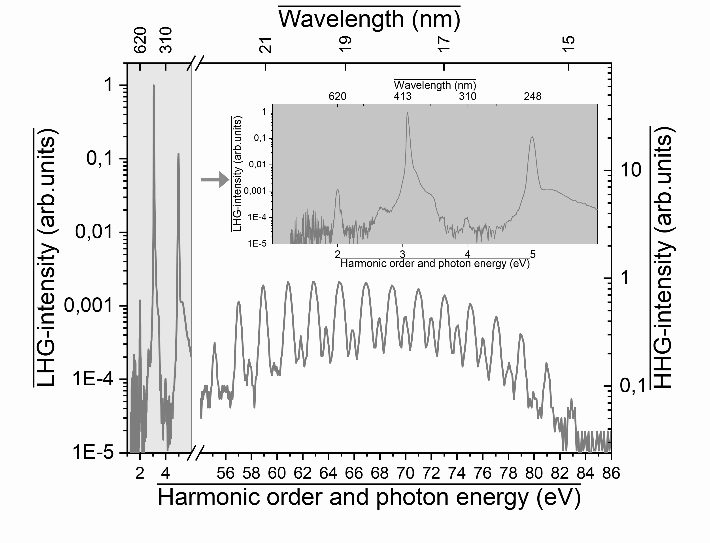 Wavelength (nm)
620 310 21 19 17 15
LHG-intensity (arb.units)
1
0,1
0,01
0,001
1E-4
1E-5
Wavelength (nm)
620 413 310 248
LHG-intensity (arb.units)
1
0,1
0,01
0,001
1E-4
1E-5
2 3 4 5
Harmonic order and photon energy (eV)
10
1
0,1
HHG-intensity (arb.units)
2 4 56 58 60 62 64 66 68 70 72 74 76 78 80 82 84 86
Harmonic order and photon energy (eV)